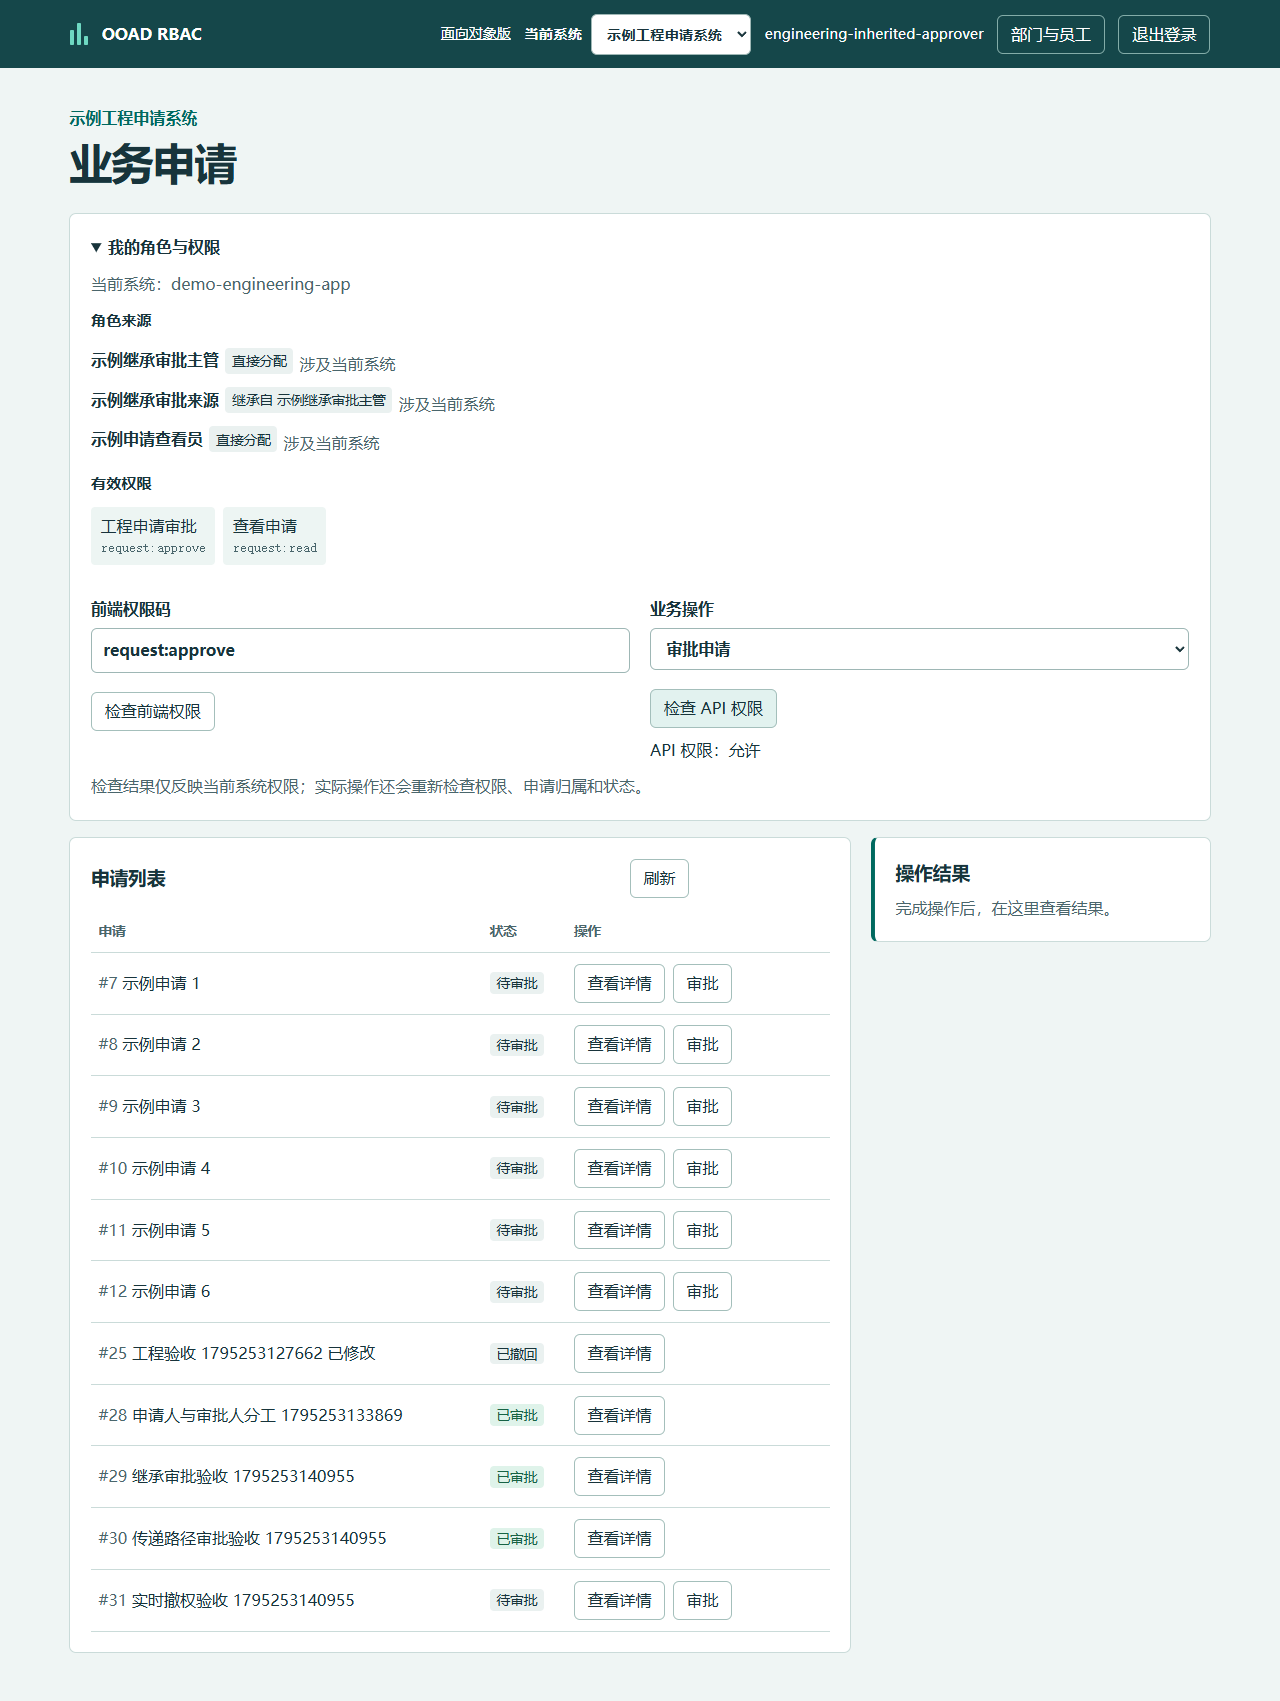 OOAD RBAC 面向对象版 当前系统 示例工程申请系统 engineering-inherited-approver 部门与员工 退出登录
示例工程申请系统
业务申请
我的角色与权限
当前系统：demo-engineering-app
角色来源
示例继承审批主管 直接分配 涉及当前系统
示例继承审批来源 继承自 示例继承审批主管 涉及当前系统
示例申请查看员 直接分配 涉及当前系统
有效权限
工程申请审批 查看申请
request:approve request:read
前端权限码 业务操作
request:approve 审批申请
检查前端权限 检查 API 权限
API 权限：允许
检查结果仅反映当前系统权限；实际操作还会重新检查权限、申请归属和状态。
申请列表 刷新
申请 状态 操作
#7 示例申请 1 待审批 查看详情 审批
#8 示例申请 2 待审批 查看详情 审批
#9 示例申请 3 待审批 查看详情 审批
#10 示例申请 4 待审批 查看详情 审批
#11 示例申请 5 待审批 查看详情 审批
#12 示例申请 6 待审批 查看详情 审批
#25 工程验收 1795253127662 已修改 已撤回 查看详情
#28 申请人与审批人分工 1795253133869 已审批 查看详情
#29 继承审批验收 1795253140955 已审批 查看详情
#30 传递路径审批验收 1795253140955 已审批 查看详情
#31 实时撤权验收 1795253140955 待审批 查看详情 审批
操作结果
完成操作后，在这里查看结果。